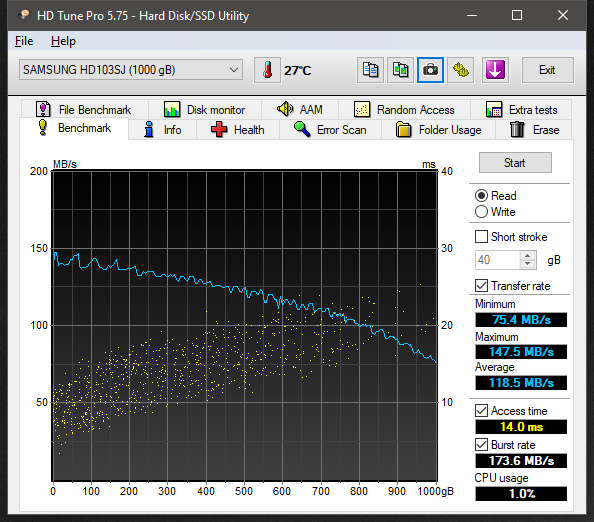 HD Tune Pro 5.75 - Hard Disk/SSD Utility
File Help
SAMSUNG HD103SJ (1000 gB)
27°C
Exit
File Benchmark
Disk monitor
AAM
Random Access
Extra tests
Benchmark
Info
Health
Error Scan
Folder Usage
Erase
MB/s
ms
200
150
100
50
40
30
20
10
0 100 200 300 400 500 600 700 800 900 1000gB
Start
Read
Write
Short stroke
40 gB
Transfer rate
Minimum
75.4 MB/s
Maximum
147.5 MB/s
Average
118.5 MB/s
Access time
14.0 ms
Burst rate
173.6 MB/s
CPU usage
1.0%